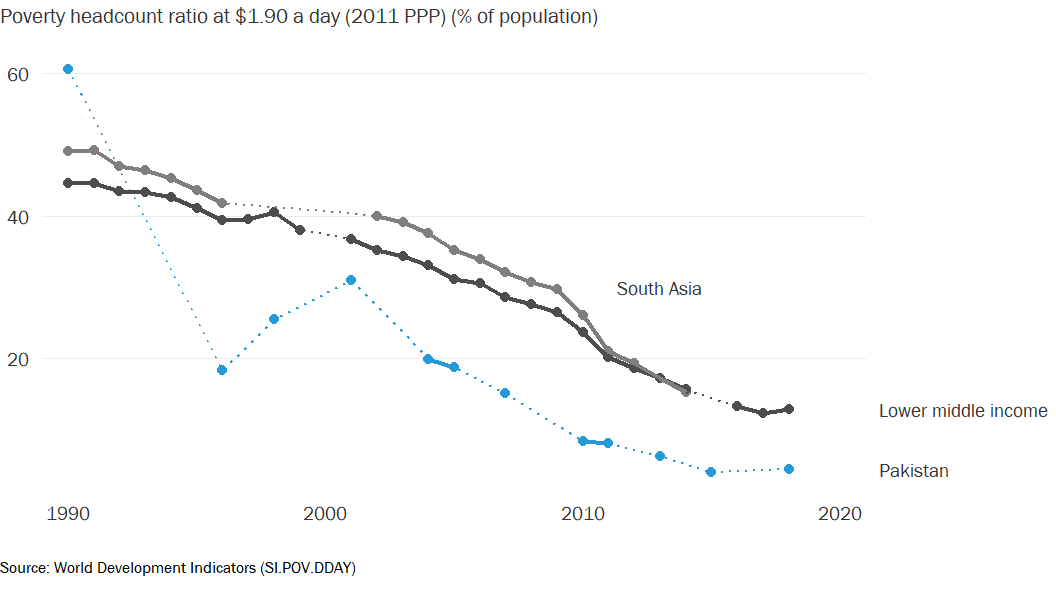 Poverty headcount ratio at $1.90 a day (2011 PPP) (% of population)
60
40
20
South Asia
Lower middle income
Pakistan
1990 2000 2010 2020
Source: World Development Indicators (SI.POV.DDAY)